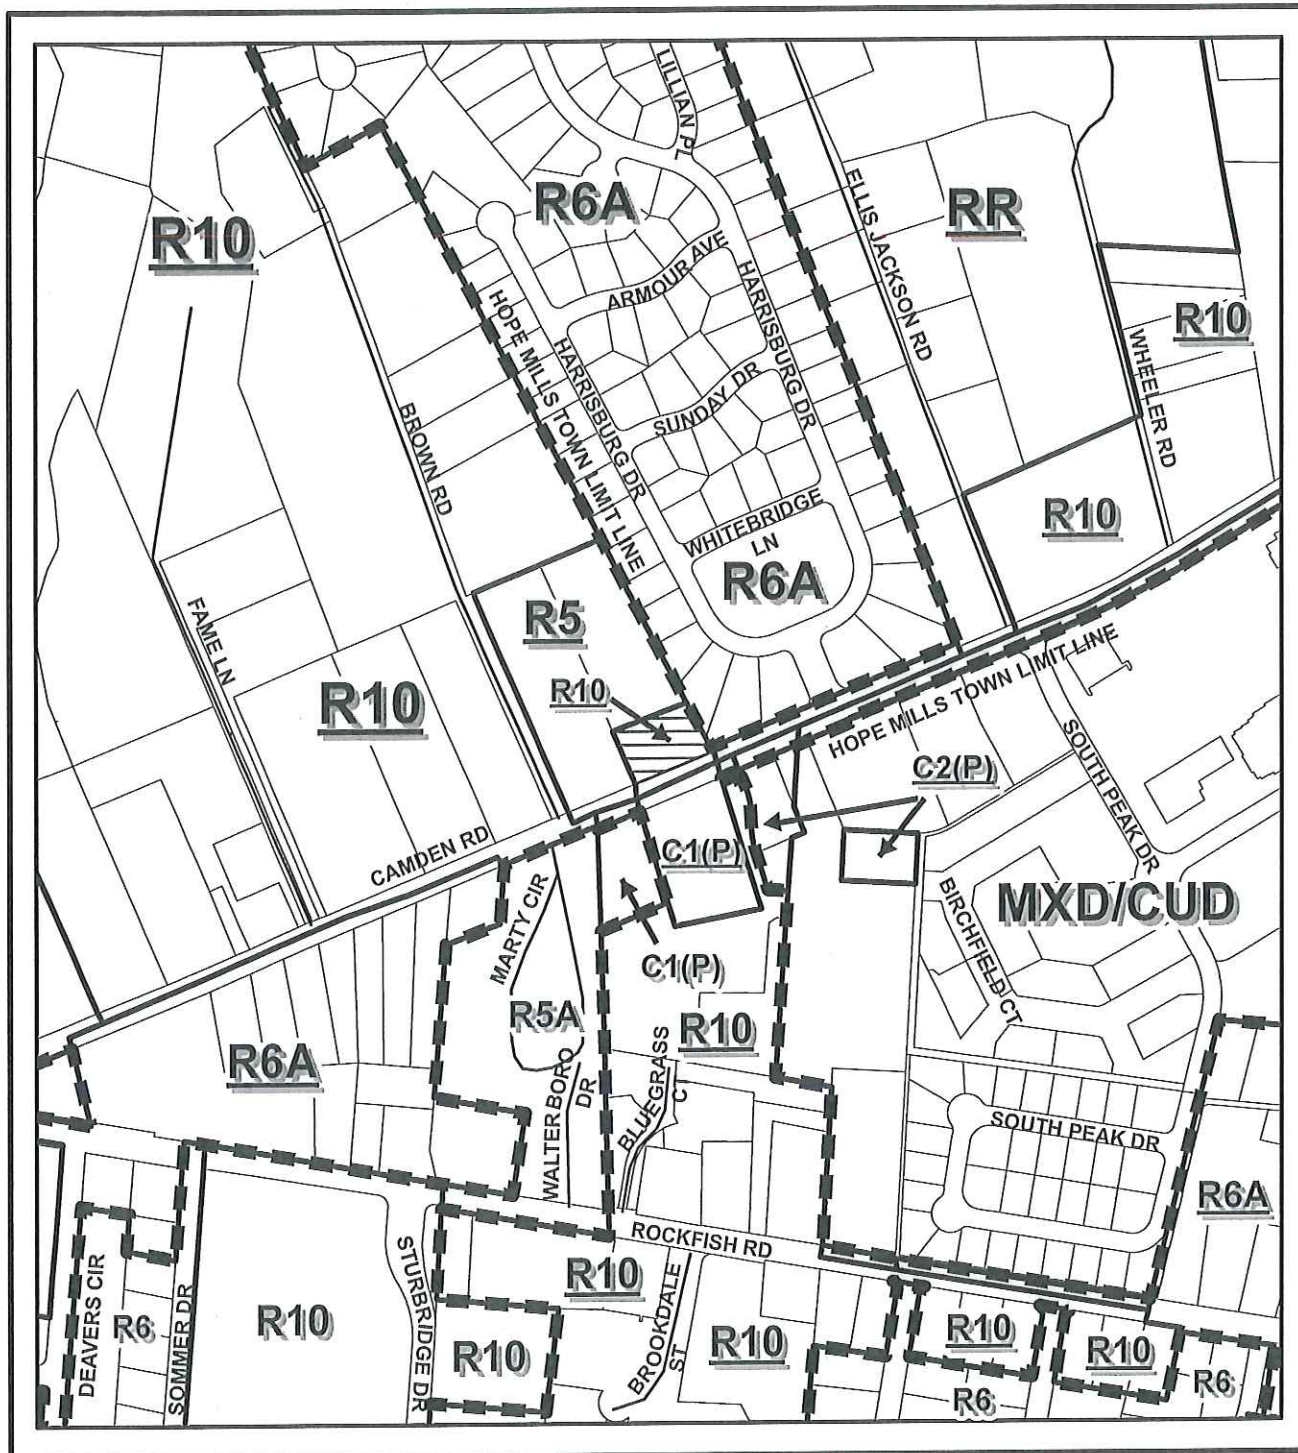 LILLIAN PL
R6A
RR
R10
ELLIS JACKSON RD
ARMOUR AVE
HARRISBURG DR
R10
HOPE MILLS TOWN LIMIT LINE
HARRISBURG DR
WHEELER RD
SUNDAY DR
BROWN RD
WHITEBRIDGE
LN
R10
R6A
R5
FAME LN
HOPE MILLS TOWN LIMIT LINE
R10
R10
SOUTH PEAK DR
C2(P)
CAMDEN RD
C1(P)
MARTY CIR
BIRCHFIELD CT
MXD/CUD
C1(P)
R5A
R10
R6A
WALTERBORO
DR
BLUEGRASS
CT
SOUTH PEAK DR
R6A
ROCKFISH RD
DEAVERS CIR
R6
SOMMER DR
R10
STURBRIDGE DR
R10
R10
BROOKDALE
ST
R10
R10
R10
R6
R6